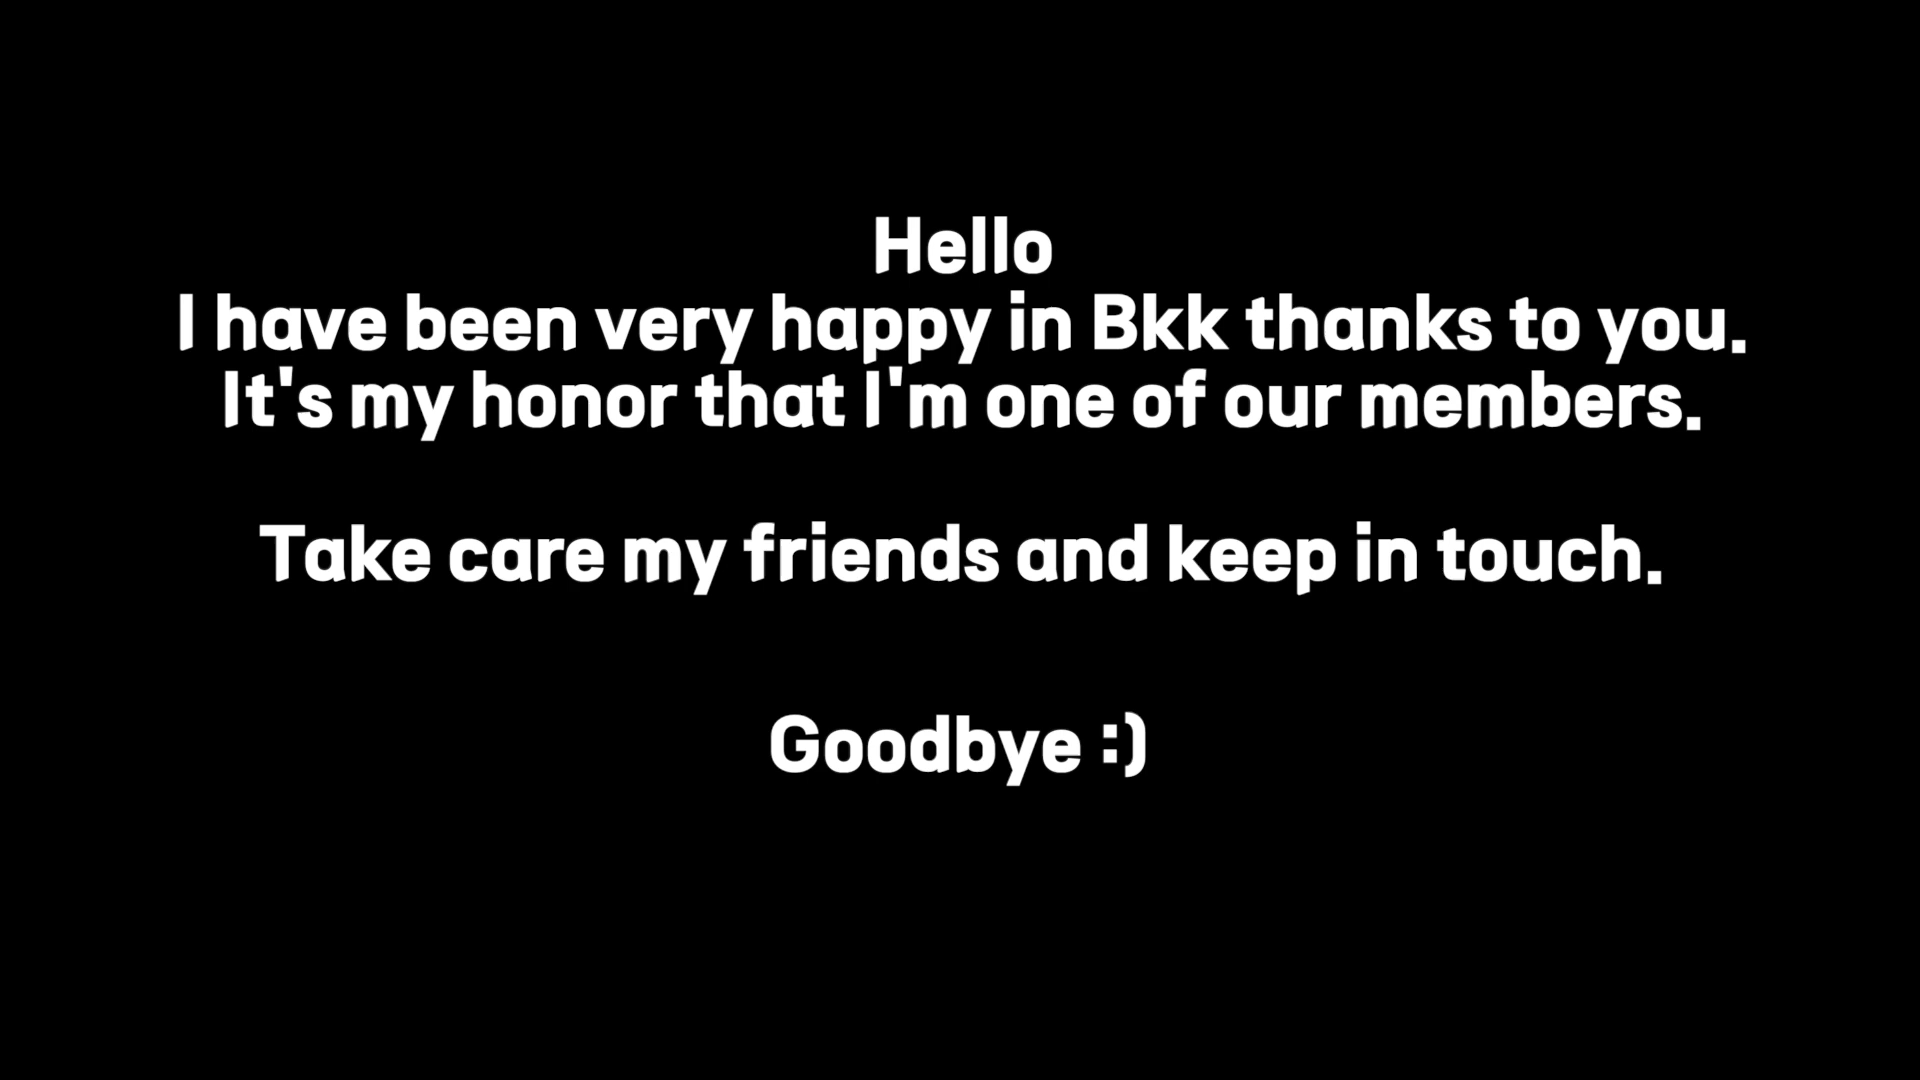 Hello
I have been very happy in Bkk thanks to you.
It's my honor that I'm one of our members.
Take care my friends and keep in touch.
Goodbye :)